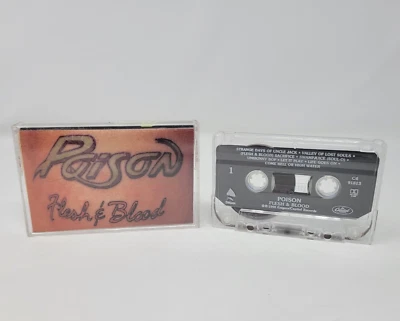 POISON
Flesh & Blood
STRANGE DAYS OF UNCLE JACK • VALLEY OF LOST SOULS •
(FLESH & BLOOD) SACRIFICE • SWAMPJUICE (SOUL-O) •
UNSKINNY BOP • LET IT PLAY • LIFE GOES ON •
COME HELL OR HIGH WATER
1
C4
POISON
FLESH & BLOOD
Capitol